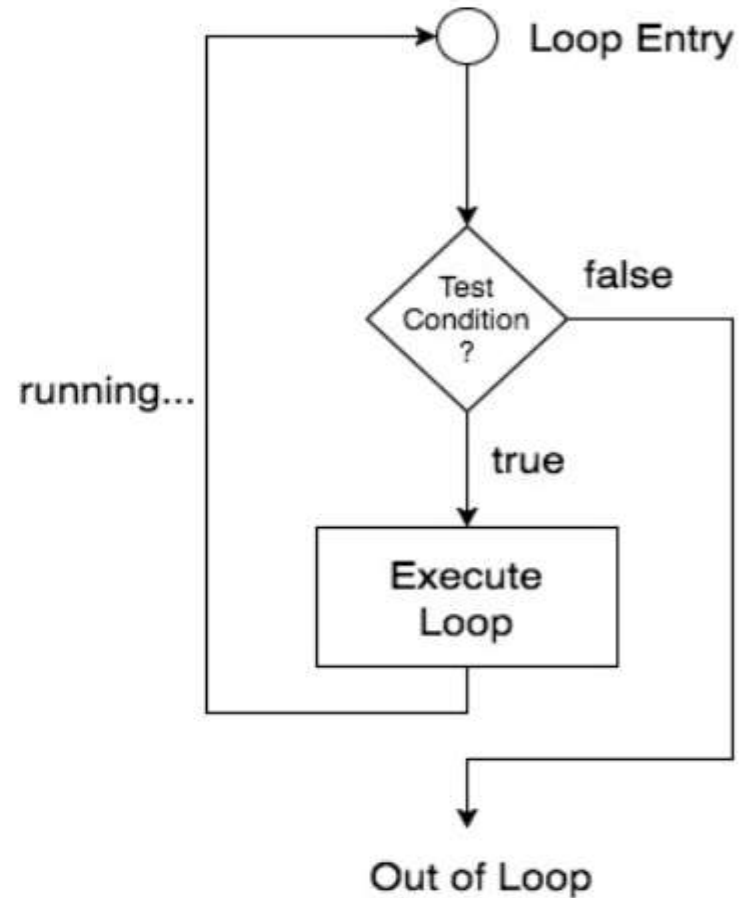 Loop Entry
Test
Condition
?
false
running...
true
Execute
Loop
Out of Loop